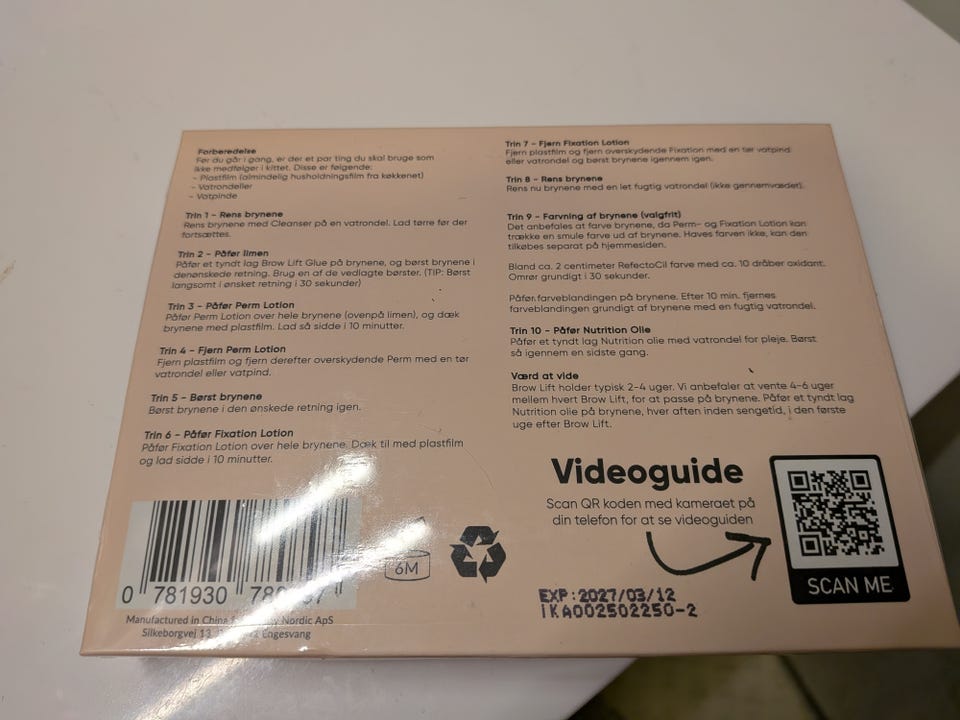 Forberedelse
Før du går i gang, er der et par ting du skal bruge som
ikke medfølger i kittet. Disse er følgende:
- Plastfilm (almindelig husholdningsfilm fra køkkenet)
- Vatrondeller
- Vatpinde
Trin 1 - Rens brynene
Rens brynene med Cleanser på en vatrondel. Lad tørre før der
fortsættes.
Trin 2 - Påfør limen
Påfør et tyndt lag Brow Lift Glue på brynene, og børst brynene i
denønskede retning. Brug en af de vedlagte børster. (TIP: Børst
langsomt i ønsket retning i 30 sekunder)
Trin 3 - Påfør Perm Lotion
Påfør Perm Lotion over hele brynene (ovenpå limen), og dæk
brynene med plastfilm. Lad så sidde i 10 minutter.
Trin 4 - Fjern Perm Lotion
Fjern plastfilm og fjern derefter overskydende Perm med en tør
vatrondel eller vatpind.
Trin 5 - Børst brynene
Børst brynene i den ønskede retning igen.
Trin 6 - Påfør Fixation Lotion
Påfør Fixation Lotion over hele brynene. Dæk til med plastfilm
og lad sidde i 10 minutter.
Trin 7 - Fjern Fixation Lotion
Fjern plastfilm og fjern overskydende Fixation med en tør vatpind
eller vatrondel og børst brynene igennem igen.
Trin 8 - Rens brynene
Rens nu brynene med en let fugtig vatrondel (ikke gennemvædet).
Trin 9 - Farvning af brynene (valgfrit)
Det anbefales at farve brynene, da Perm- og Fixation Lotion kan
trække en smule farve ud af brynene. Haves farven ikke, kan den
tilkøbes separat på hjemmesiden.
Bland ca. 2 centimeter RefectoCil farve med ca. 10 dråber oxidant.
Omrør grundigt i 30 sekunder.
Påfør farveblandingen på brynene. Efter 10 min. fjernes
farveblandingen grundigt af brynene med en fugtig vatrondel.
Trin 10 - Påfør Nutrition Olie
Påfør et tyndt lag Nutrition olie med vatrondel for pleje. Børst
så igennem en sidste gang.
Værd at vide
Brow Lift holder typisk 2-4 uger. Vi anbefaler at vente 4-6 uger
mellem hvert Brow Lift, for at passe på brynene. Påfør et tyndt lag
Nutrition olie på brynene, hver aften inden sengetid, i den første
uge efter Brow Lift.
Videoguide
Scan QR koden med kameraet på
din telefon for at se videoguiden
SCAN ME
0 781930
6M
EXP:2027/03/12
IKA002502250-2
Manufactured in China Nordic ApS
Silkeborgvej 13, Engesvang